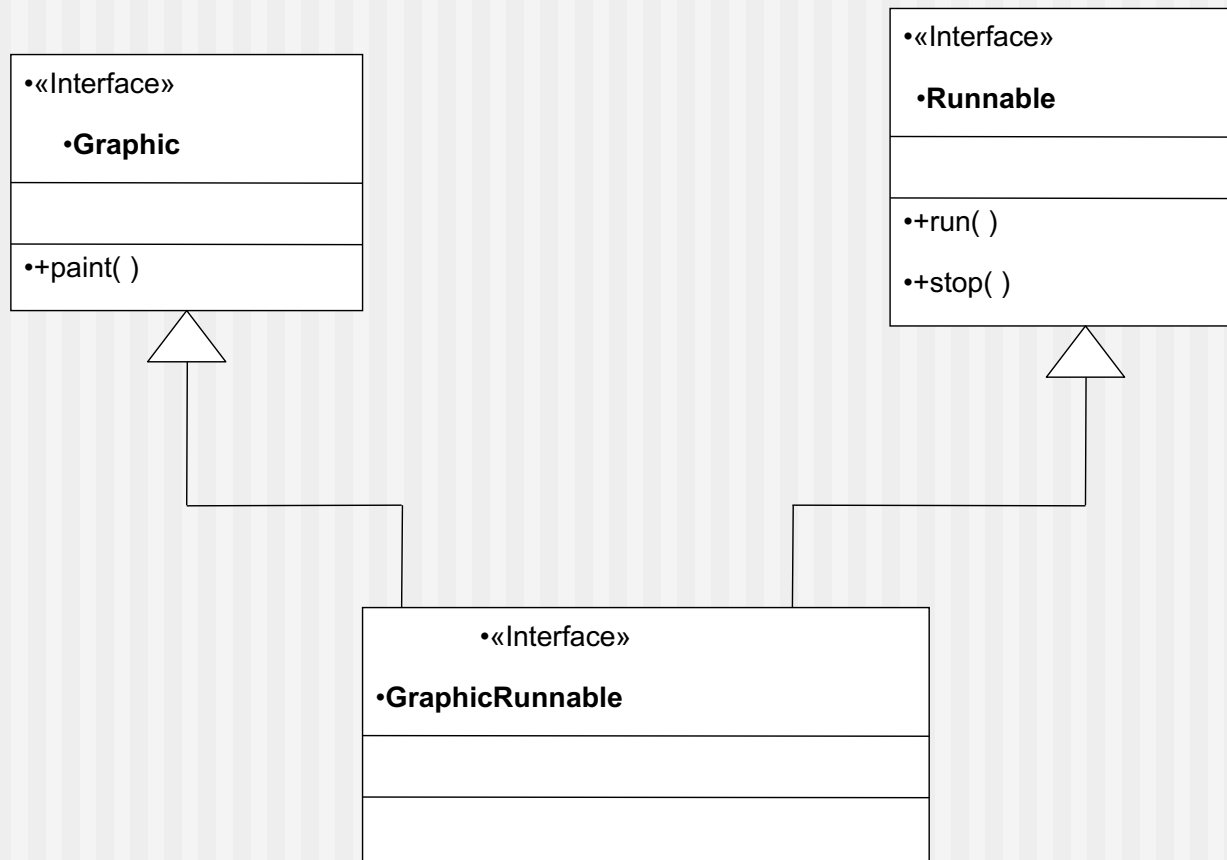 •«Interface»
•Graphic
•+paint( )
•«Interface»
•Runnable
•+run( )
•+stop( )
•«Interface»
•GraphicRunnable